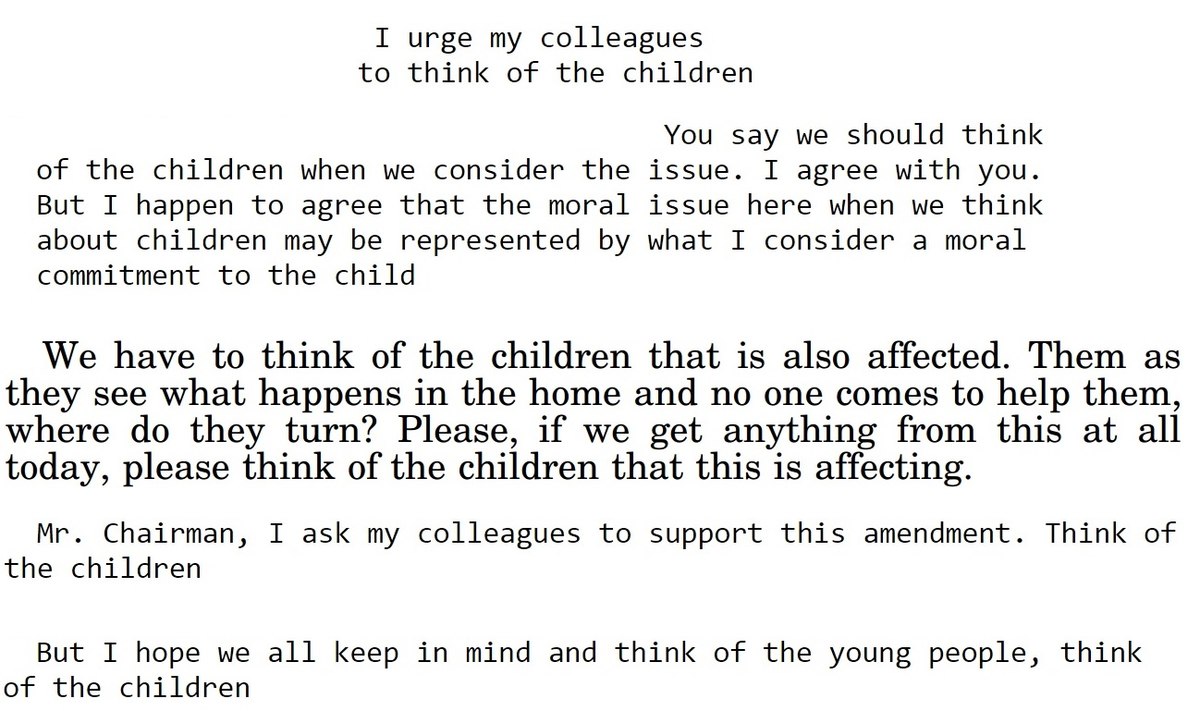 I urge my colleagues
to think of the children
You say we should think
of the children when we consider the issue. I agree with you.
But I happen to agree that the moral issue here when we think
about children may be represented by what I consider a moral
commitment to the child
We have to think of the children that is also affected. Them as
they see what happens in the home and no one comes to help them,
where do they turn? Please, if we get anything from this at all
today, please think of the children that this is affecting.
Mr. Chairman, I ask my colleagues to support this amendment. Think of
the children
But I hope we all keep in mind and think of the young people, think
of the children